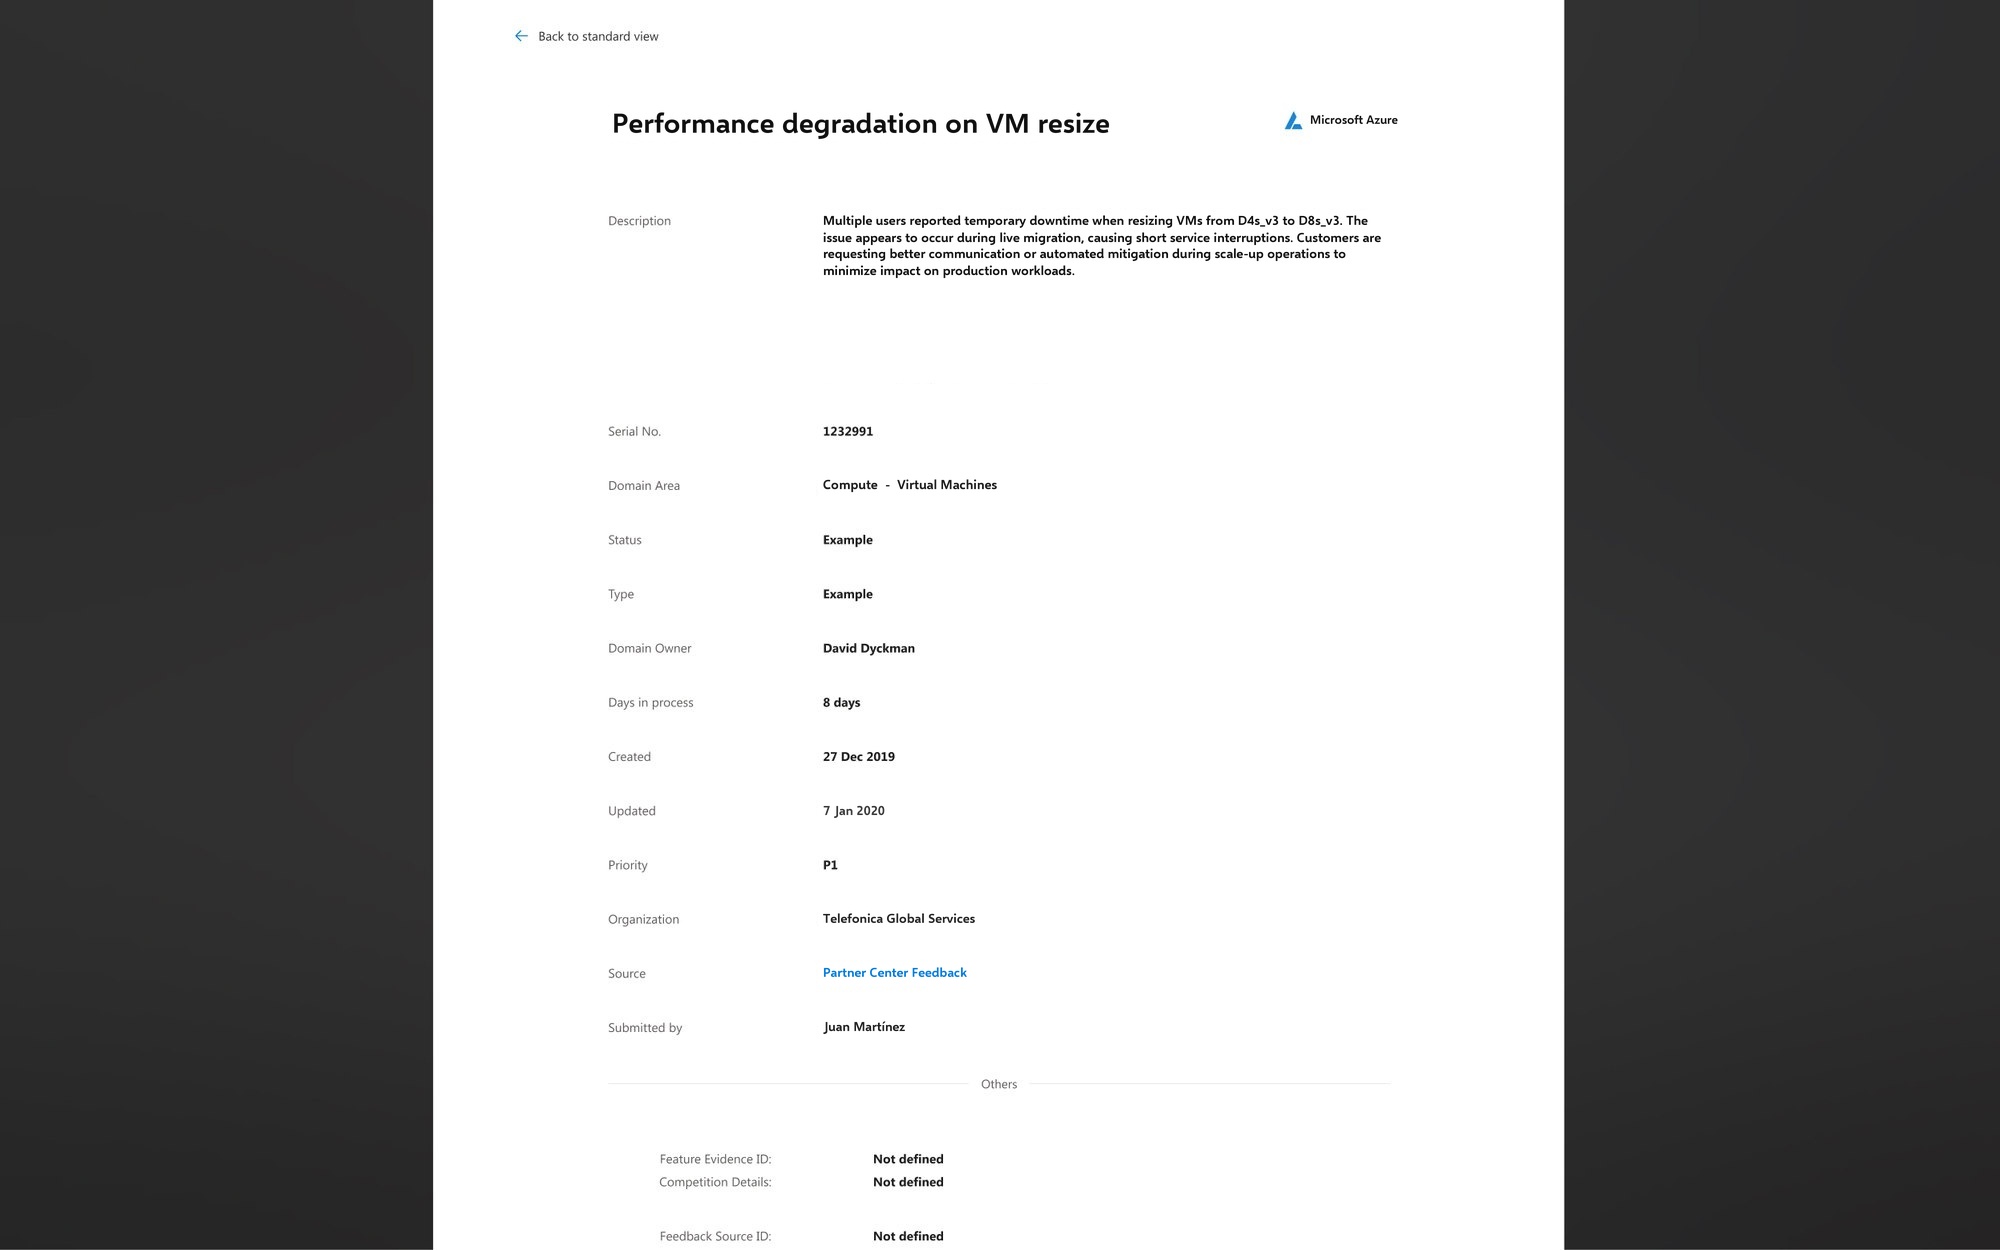 Back to standard view
Performance degradation on VM resize
Microsoft Azure
Description
Multiple users reported temporary downtime when resizing VMs from D4s_v3 to D8s_v3. The
issue appears to occur during live migration, causing short service interruptions. Customers are
requesting better communication or automated mitigation during scale-up operations to
minimize impact on production workloads.
Serial No.
1232991
Domain Area
Compute - Virtual Machines
Status
Example
Type
Example
Domain Owner
David Dyckman
Days in process
8 days
Created
27 Dec 2019
Updated
7 Jan 2020
Priority
P1
Organization
Telefonica Global Services
Source
Partner Center Feedback
Submitted by
Juan Martínez
Others
Feature Evidence ID:
Not defined
Competition Details:
Not defined
Feedback Source ID:
Not defined